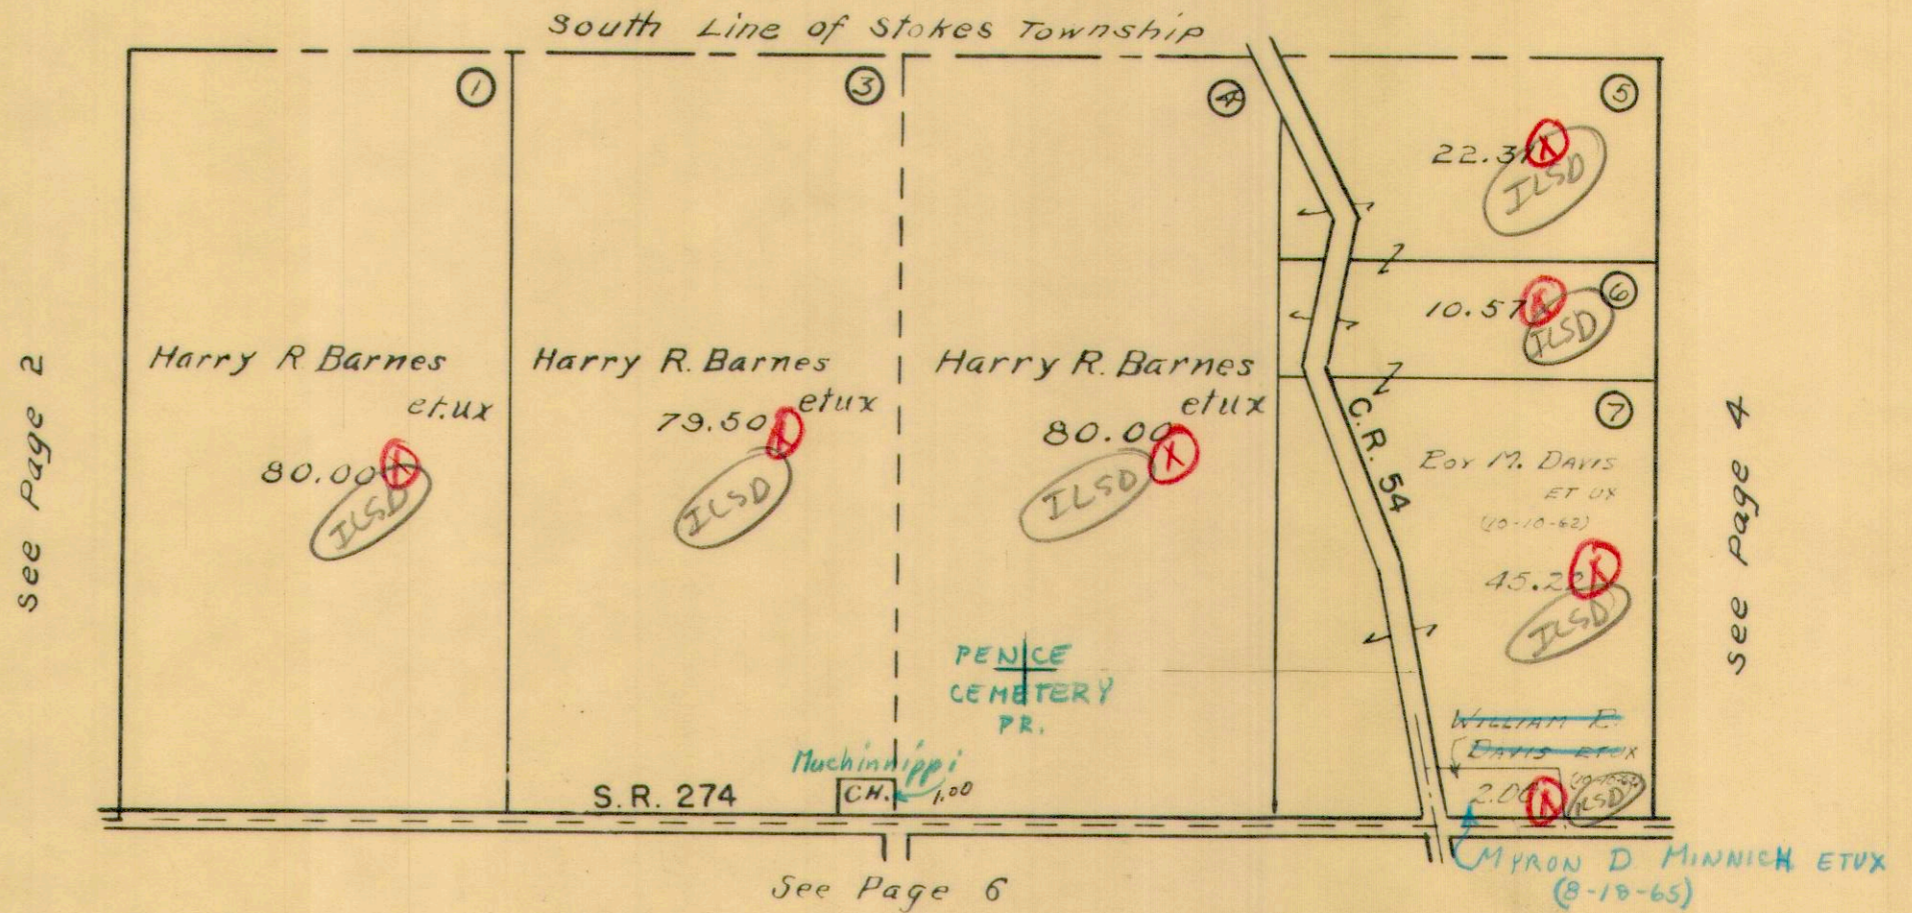 South Line of Stokes Township
1
3
4
5
22.3
X
ILSD
see Page 2
Harry R Barnes
et.ux
80.00
X
ILSD
Harry R. Barnes
etux
79.50
X
ILSD
Harry R. Barnes
etux
80.00
X
ILSD
6
10.57
X
ILSD
C.R. 54
7
Roy M. Davis
ET UX
(10-10-62)
45.22
X
ILSD
see Page 4
PENCE
CEMETERY
PR.
WILLIAM E.
DAVIS ETUX
2.00
X
ILSD
Muchinnippi
CH.
1.00
S.R. 274
MYRON D MINNICH ETUX
(8-18-65)
See Page 6